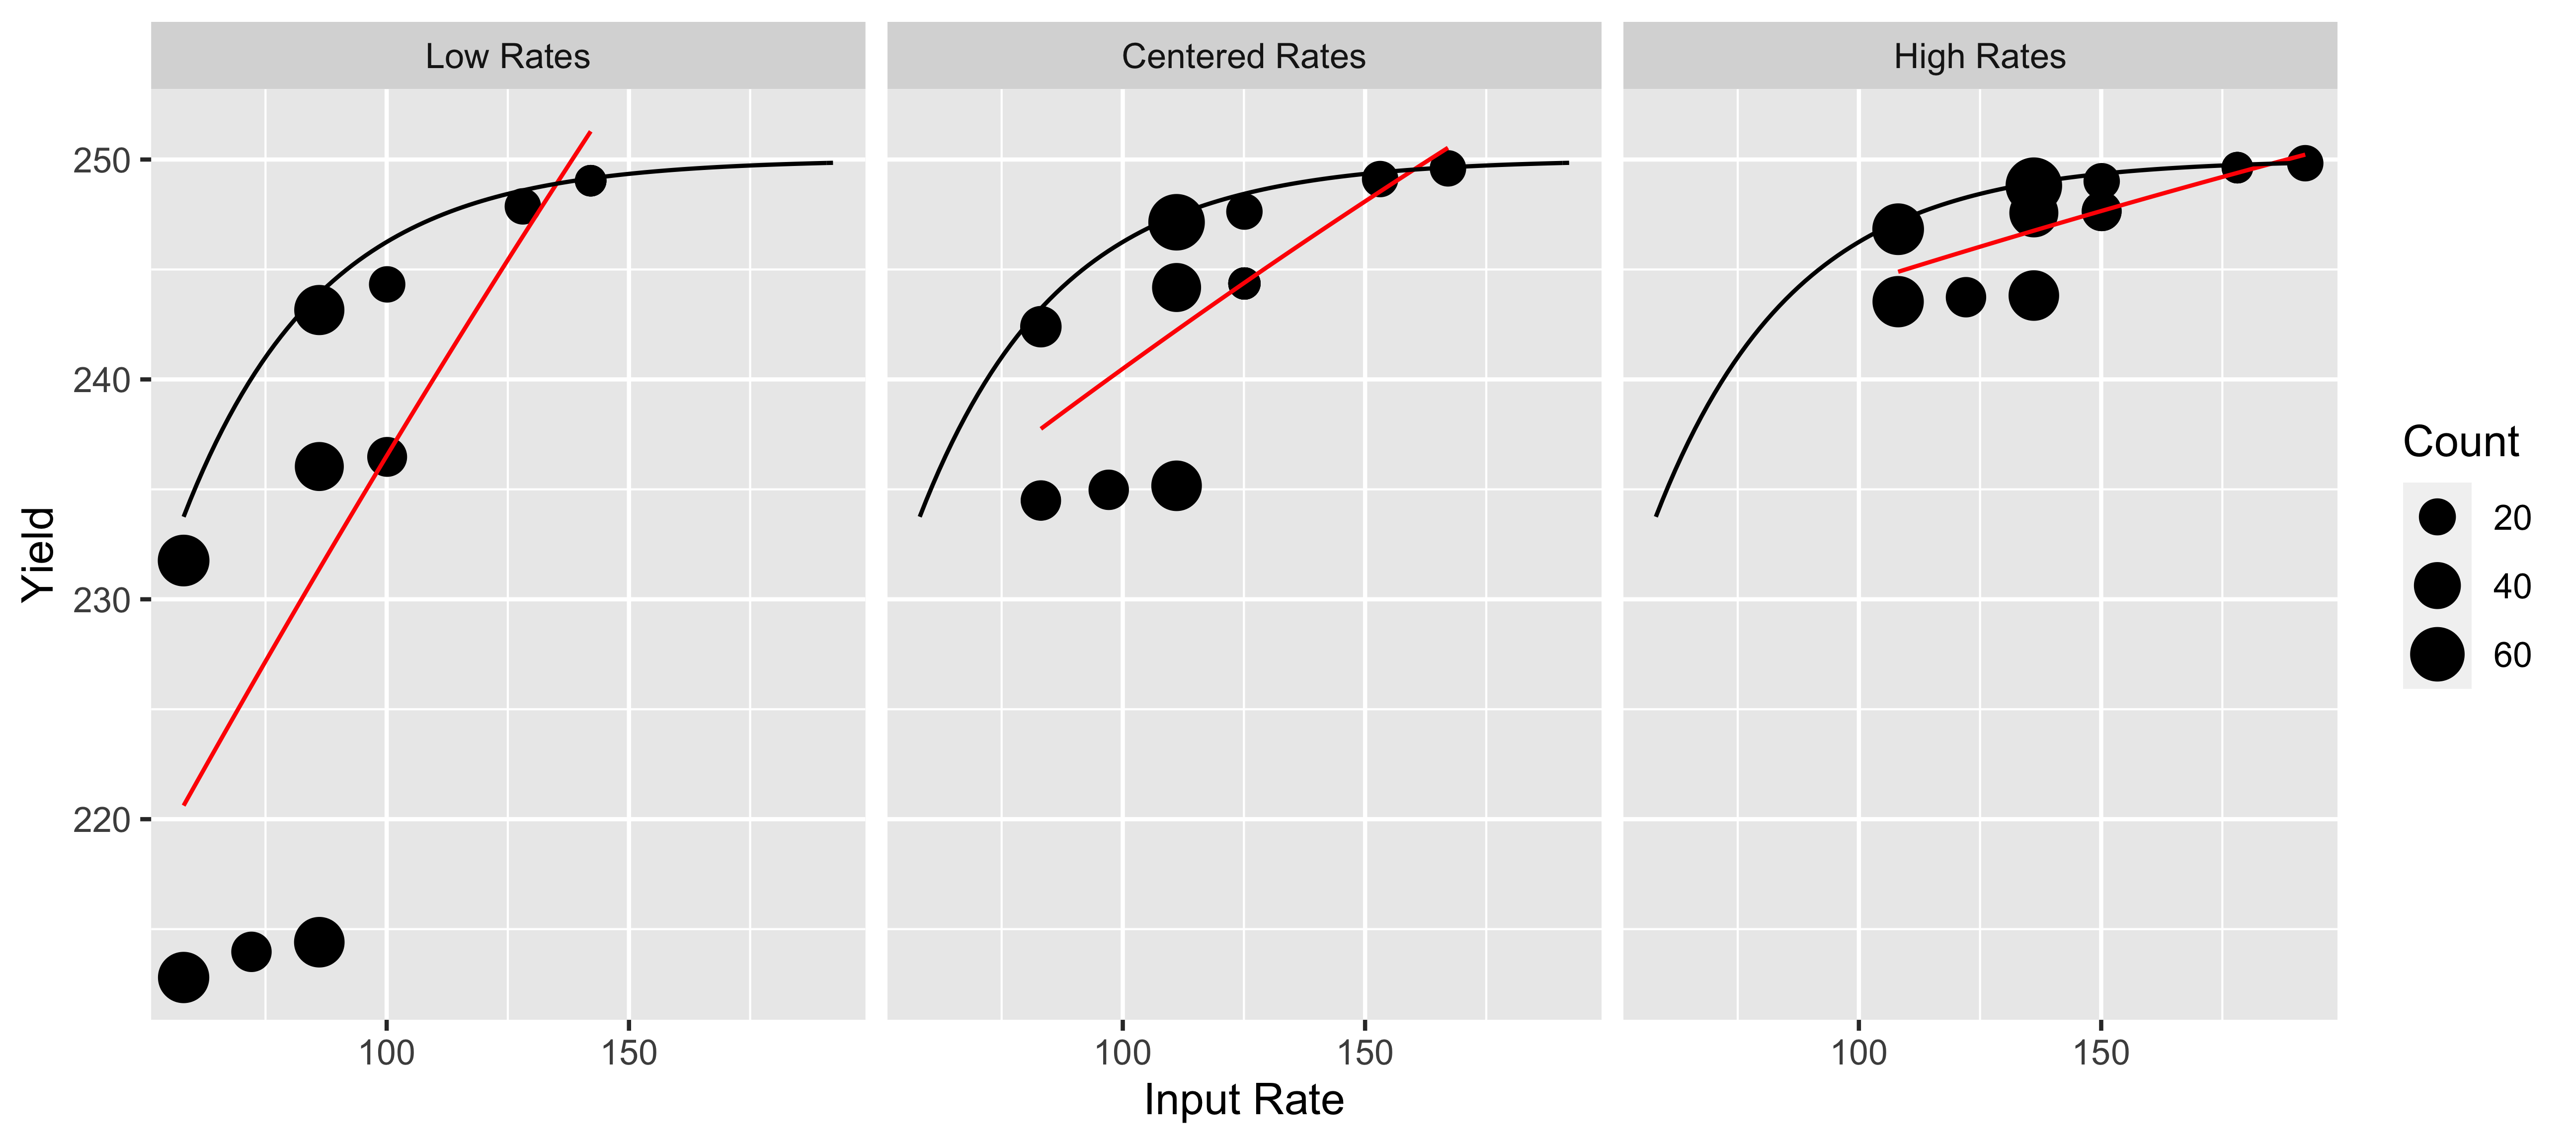 Low Rates
Centered Rates
High Rates
Yield
250
240
230
220
100
150
100
150
100
150
Input Rate
Count
20
40
60